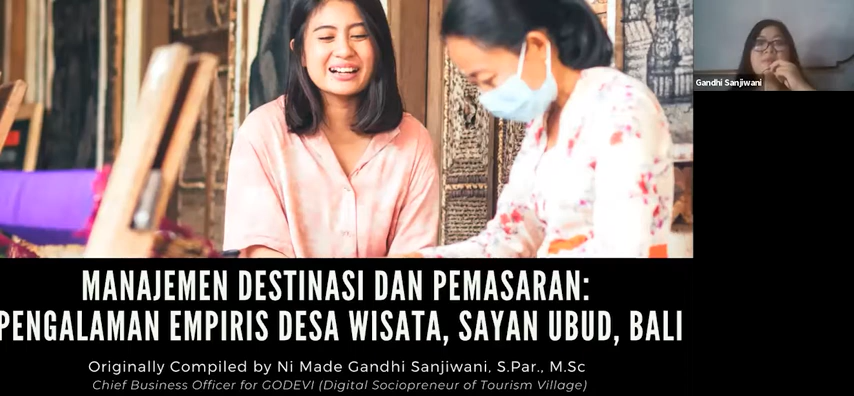 Gandhi Sanjiwani
MANAJEMEN DESTINASI DAN PEMASARAN:
PENGALAMAN EMPIRIS DESA WISATA, SAYAN UBUD, BALI
Originally Compiled by Ni Made Gandhi Sanjiwani, S.Par., M.Sc
Chief Business Officer for GODEVI (Digital Sociopreneur of Tourism Village)